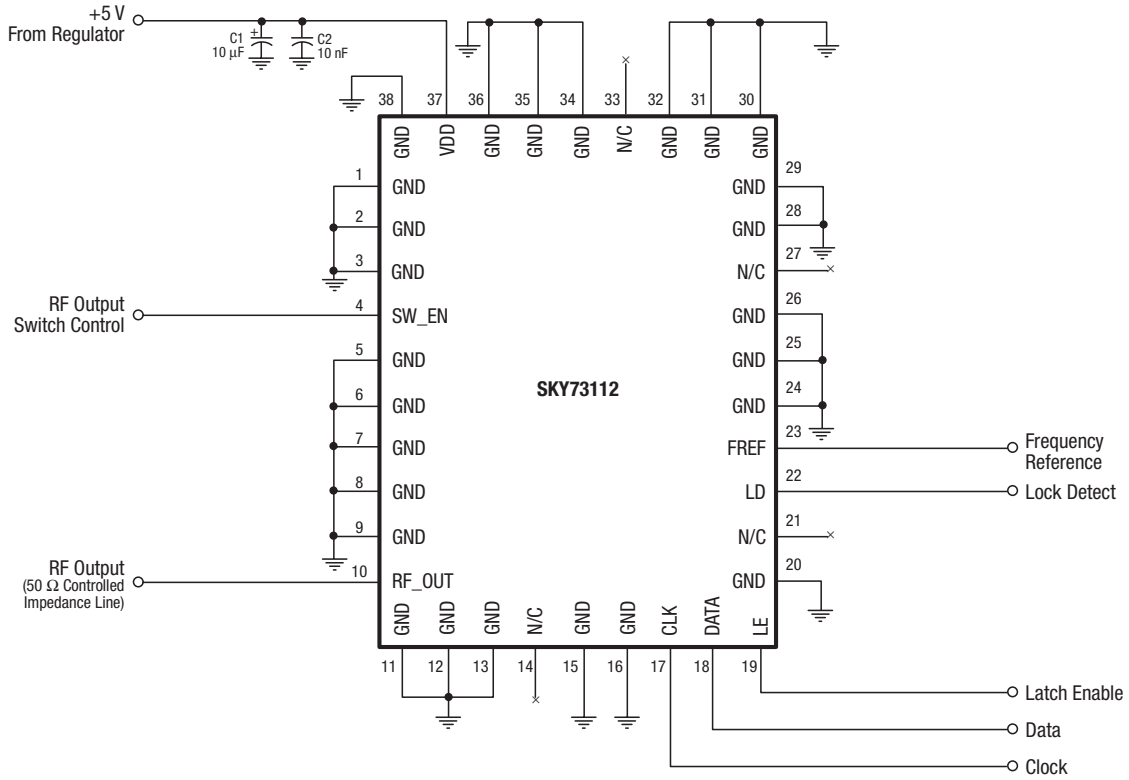 +5 V
From Regulator
C1
+
10 μF
C2
10 nF
38
37
36
35
34
33
32
31
30
GND
VDD
GND
GND
GND
N/C
GND
GND
GND
1
GND
2
GND
3
GND
RF Output
Switch Control
4
SW_EN
5
GND
6
GND
7
GND
8
GND
9
GND
RF Output
(50 Ω Controlled
Impedance Line)
10
RF_OUT
SKY73112
29
GND
28
GND
27
N/C
26
GND
25
GND
24
GND
23
FREF
Frequency
Reference
22
LD
Lock Detect
21
N/C
20
GND
GND
GND
GND
N/C
GND
GND
CLK
DATA
LE
11
12
13
14
15
16
17
18
19
Latch Enable
Data
Clock